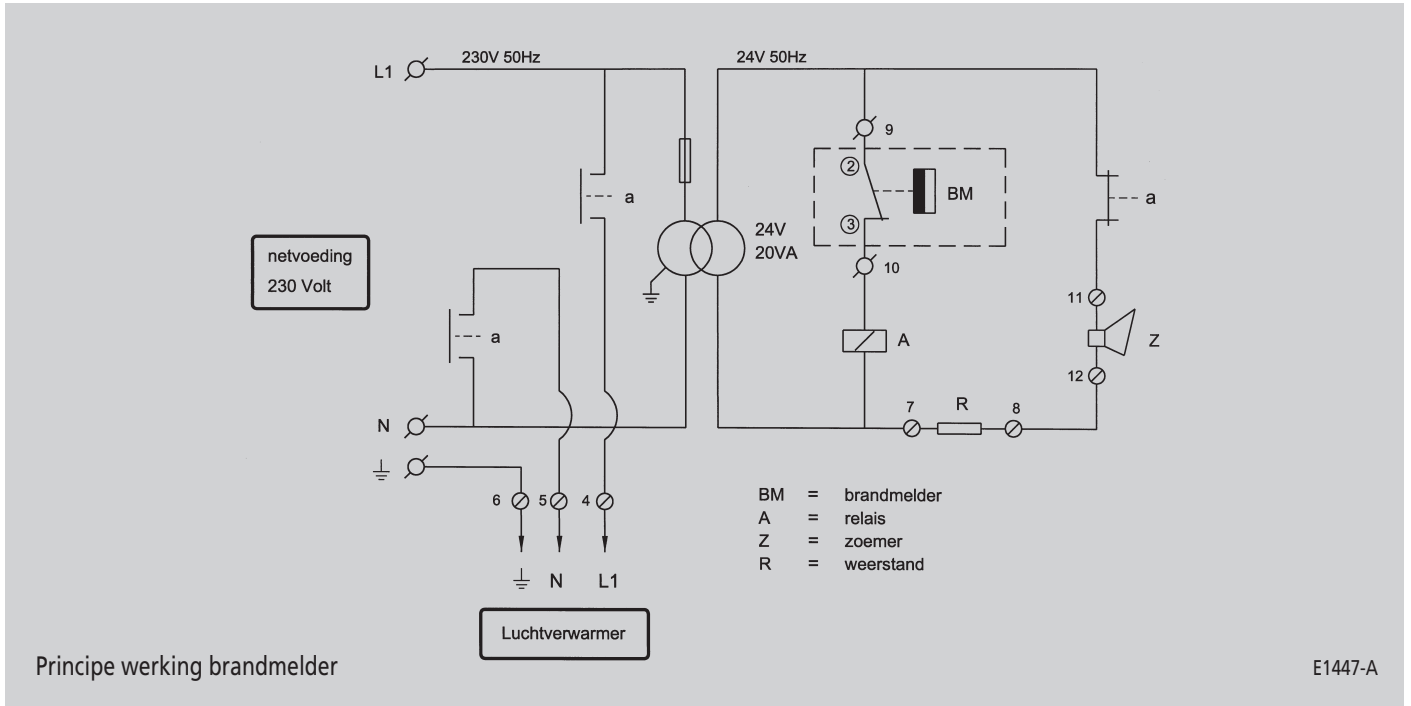 230V 50Hz
24V 50Hz
L1
9
2
a
BM
a
3
24V
20VA
netvoeding
230 Volt
10
11
a
A
Z
12
7
R
8
N
6
5
4
BM = brandmelder
A = relais
Z = zoemer
R = weerstand
N
L1
Luchtverwarmer
Principe werking brandmelder
E1447-A